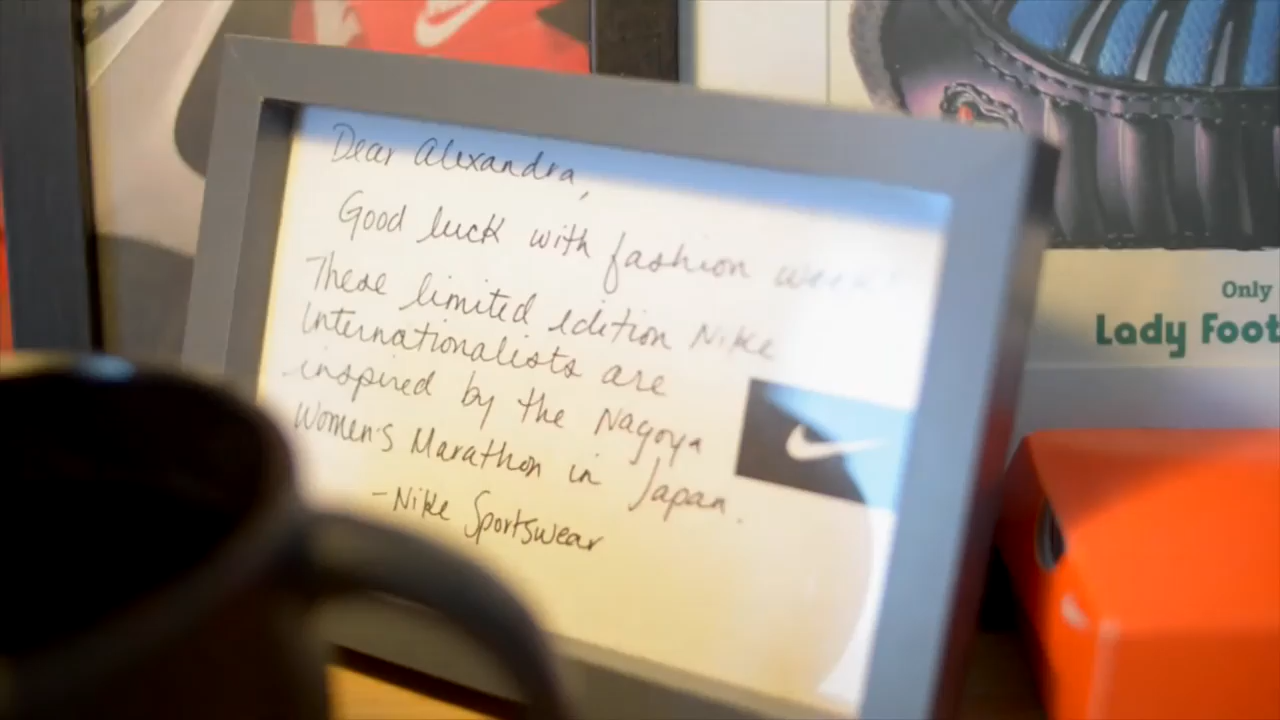 Dear Alexandra,
Good luck with fashion week!
These limited edition Nike
Internationalists are
inspired by the Nagoya
Women's Marathon in Japan.
-Nike Sportswear
Only
Lady Foot